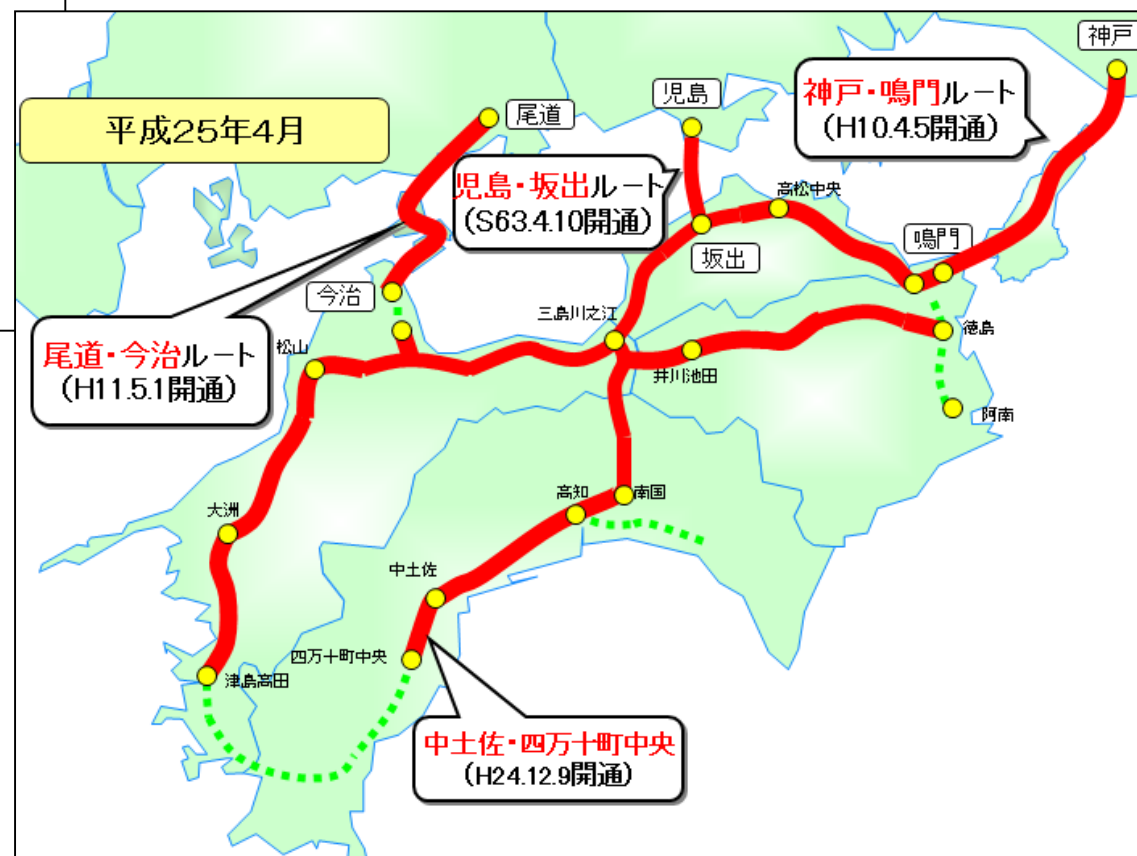 神戸
神戸・鳴門ルート
(H10.4.5開通)
児島
尾道
平成25年4月
児島・坂出ルート
(S63.4.10開通)
高松中央
鳴門
坂出
今治
三島川之江
徳島
尾道・今治ルート
(H11.5.1開通)
松山
井川池田
阿南
高知
南国
大洲
中土佐
四万十町中央
津島高田
中土佐・四万十町中央
(H24.12.9開通)